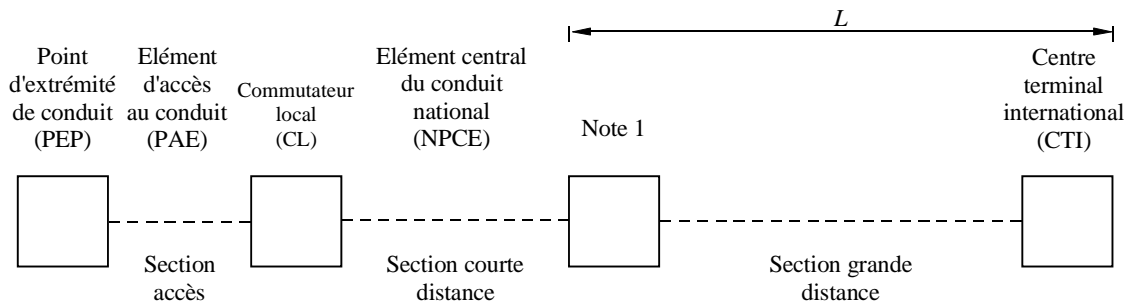 L
Point
d'extrémité
de conduit
(PEP)
Elément
d'accès
au conduit
(PAE)
Commutateur
local
(CL)
Elément central
du conduit
national
(NPCE)
Note 1
Centre
terminal
international
(CTI)
Section
accès
Section courte
distance
Section grande
distance